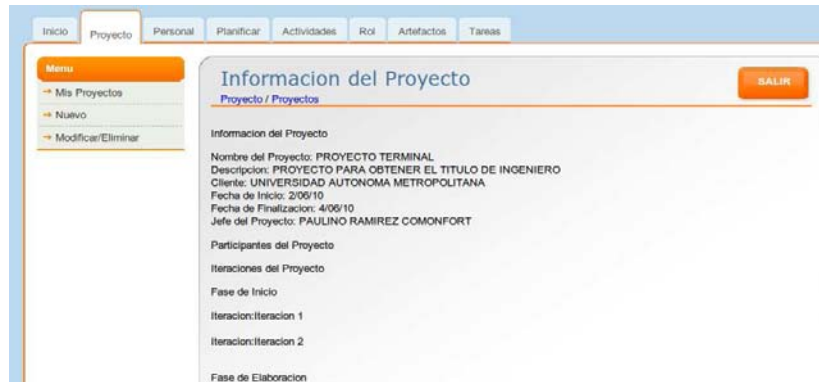 Inicio Proyecto Personal Planificar Actividades Rol Artefactos Tareas
Menu
Mis Proyectos
Nuevo
Modificar/Eliminar
Informacion del Proyecto
SALIR
Proyecto / Proyectos
Informacion del Proyecto
Nombre del Proyecto: PROYECTO TERMINAL
Descripcion: PROYECTO PARA OBTENER EL TITULO DE INGENIERO
Cliente: UNIVERSIDAD AUTONOMA METROPOLITANA
Fecha de Inicio: 2/06/10
Fecha de Finalizacion: 4/06/10
Jefe del Proyecto: PAULINO RAMIREZ COMONFORT
Participantes del Proyecto
Iteraciones del Proyecto
Fase de Inicio
Iteracion:Iteracion 1
Iteracion:Iteracion 2
Fase de Elaboracion